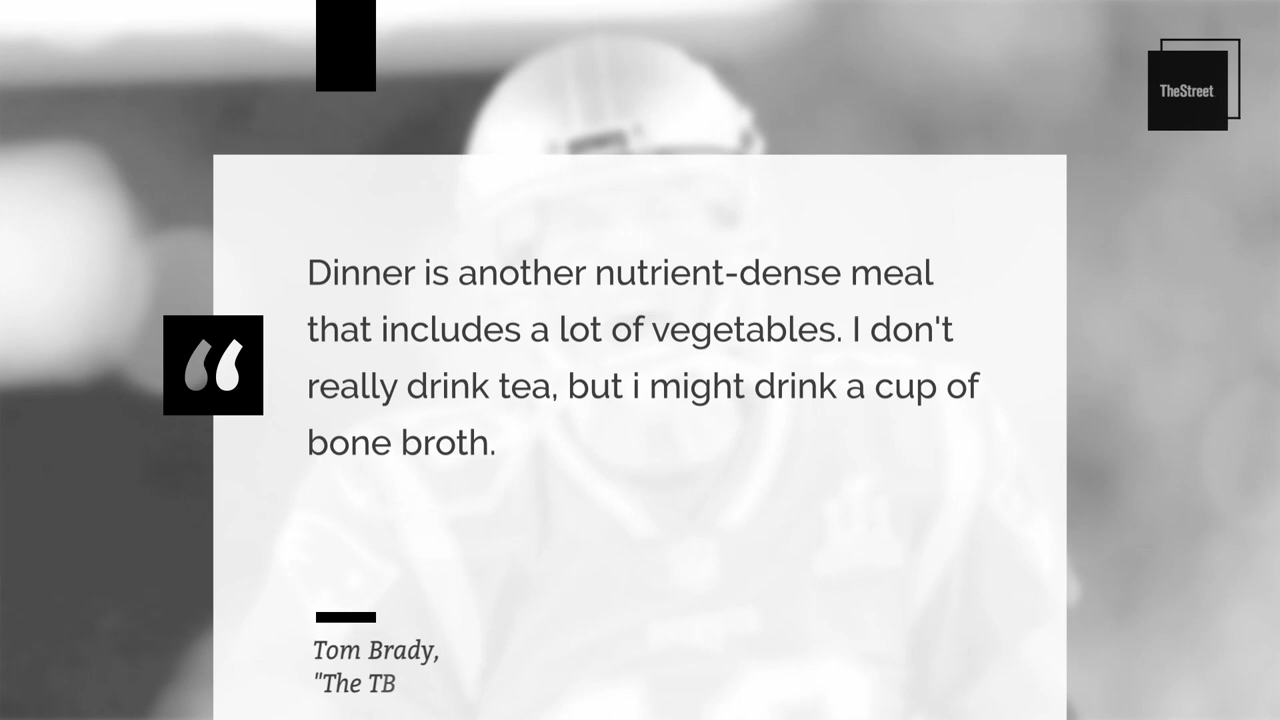 TheStreet
Dinner is another nutrient-dense meal
that includes a lot of vegetables. I don't
really drink tea, but i might drink a cup of
bone broth.
Tom Brady,
"The TB